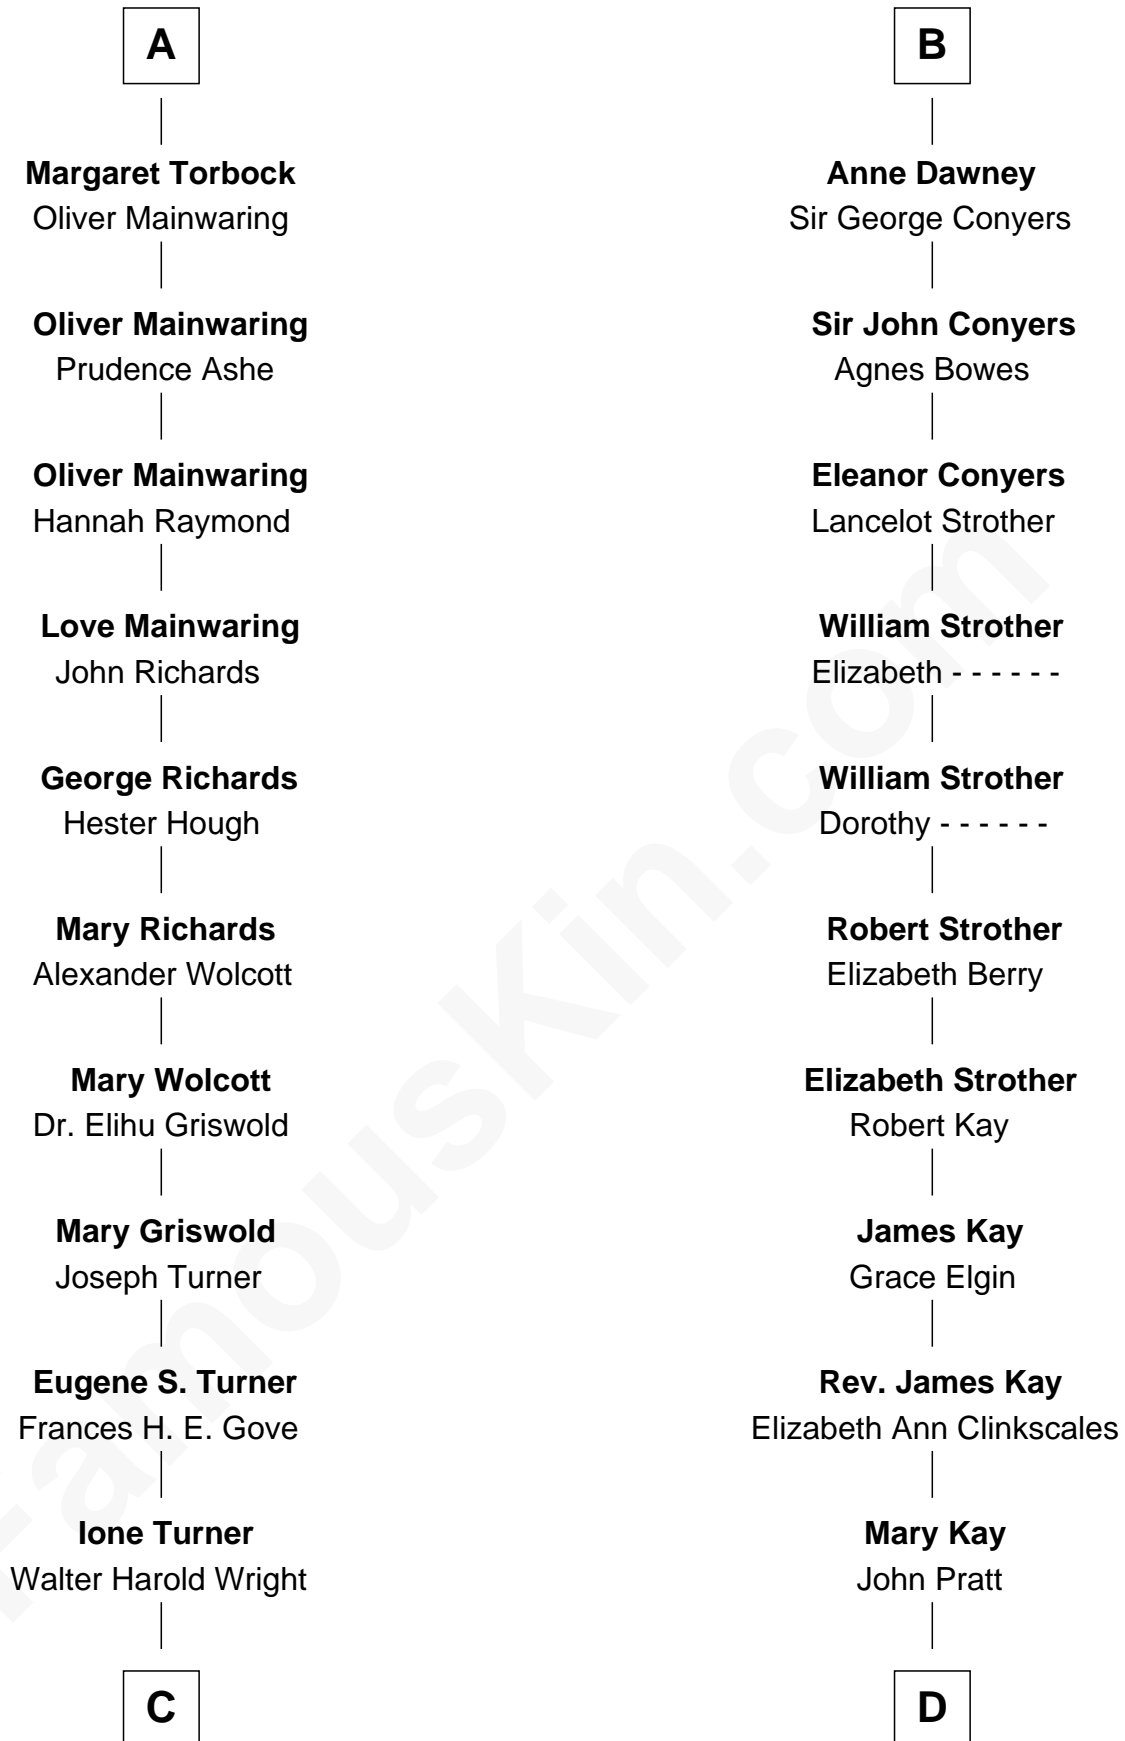 A
Margaret Torbock
Oliver Mainwaring
Oliver Mainwaring
Prudence Ashe
Oliver Mainwaring
Hannah Raymond
Love Mainwaring
John Richards
George Richards
Hester Hough
Mary Richards
Alexander Wolcott
Mary Wolcott
Dr. Elihu Griswold
Mary Griswold
Joseph Turner
Eugene S. Turner
Frances H. E. Gove
Ione Turner
Walter Harold Wright
C
B
Anne Dawney
Sir George Conyers
Sir John Conyers
Agnes Bowes
Eleanor Conyers
Lancelot Strother
William Strother
Elizabeth - - - - - -
William Strother
Dorothy - - - - - -
Robert Strother
Elizabeth Berry
Elizabeth Strother
Robert Kay
James Kay
Grace Elgin
Rev. James Kay
Elizabeth Ann Clinkscales
Mary Kay
John Pratt
D
FamousKin.com